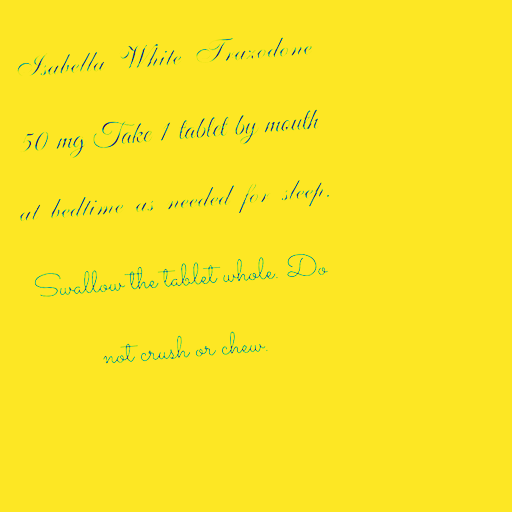 Isabella White Trazodone
50 mg Take 1 tablet by mouth
at bedtime as needed for sleep.
Swallow the tablet whole. Do
not crush or chew.